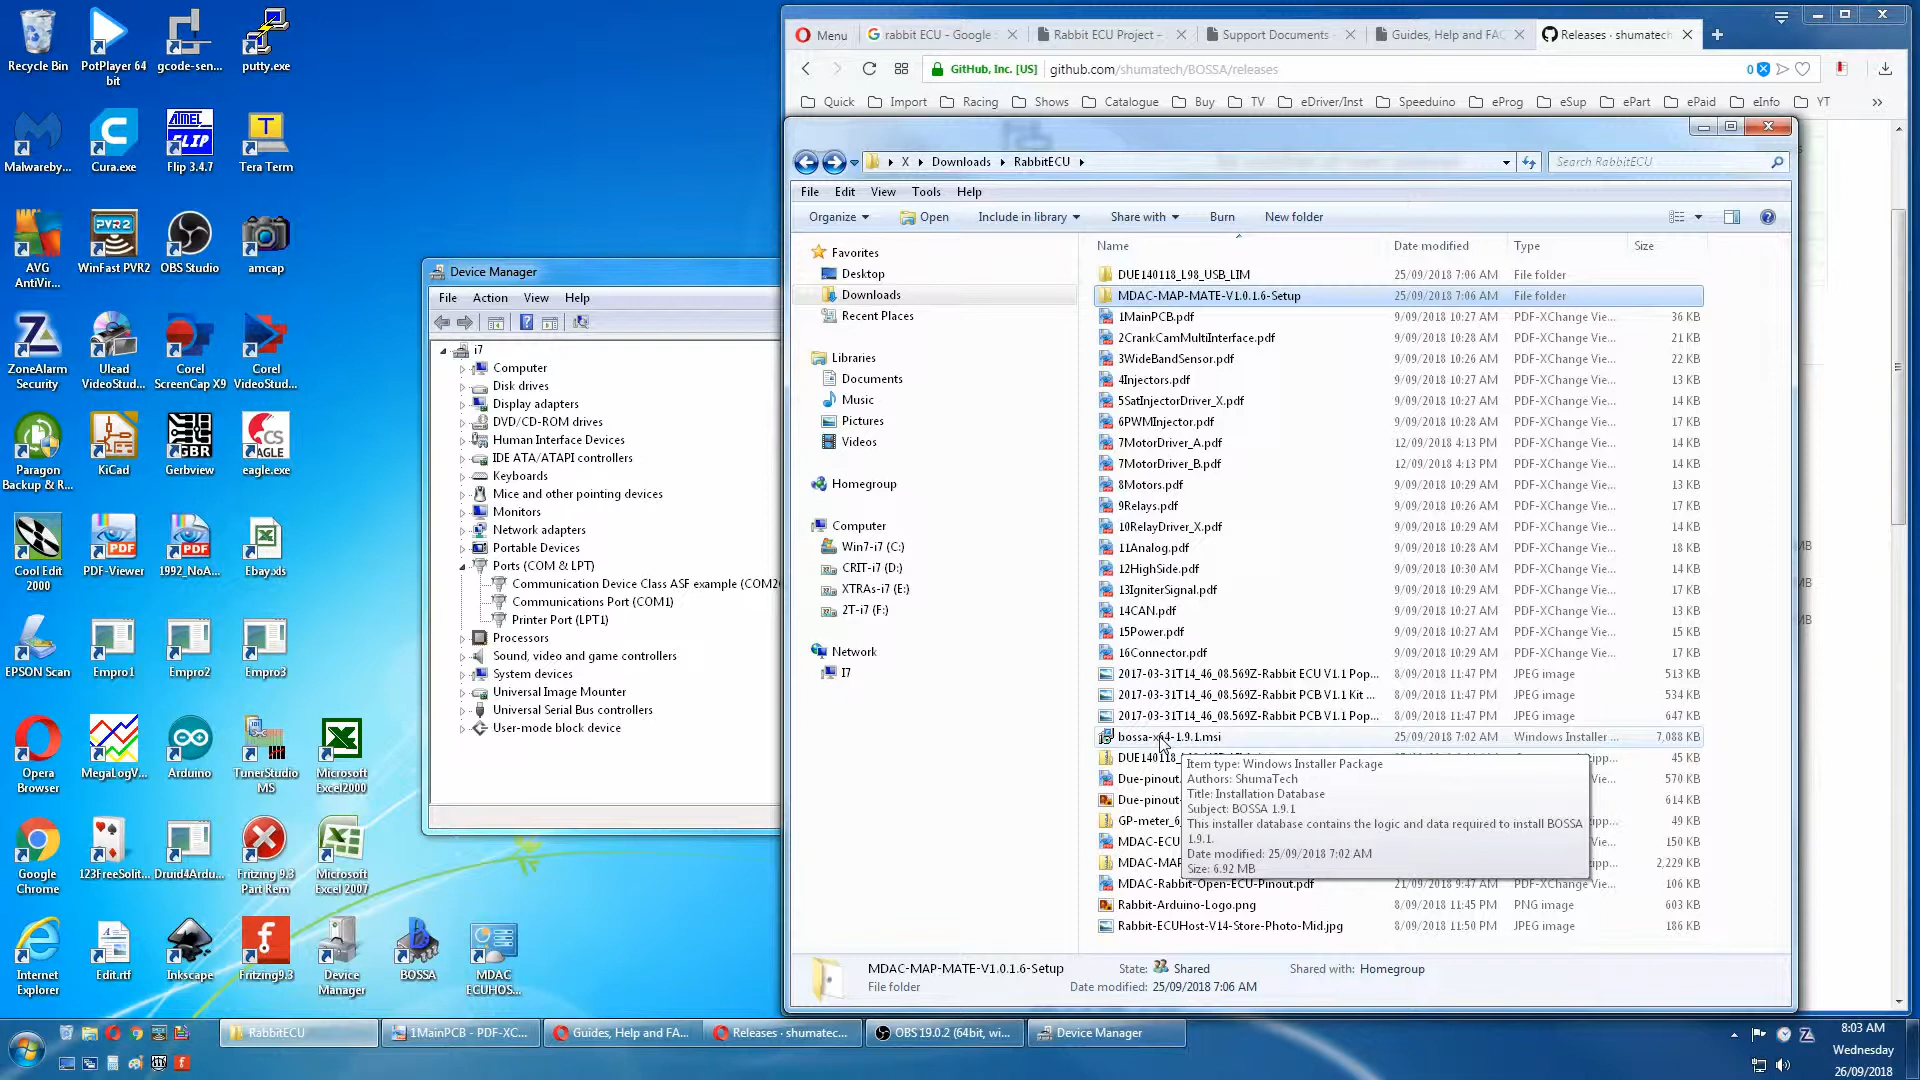 Recycle Bin
PotPlayer 64 bit
gcode-sen...
putty.exe
Malwareby...
Cura.exe
Flip 3.4.7
Tera Term
AVG AntiVir...
WinFast PVR2
OBS Studio
amcap
ZoneAlarm Security
Ulead VideoStud...
Corel ScreenCap X9
Corel VideoStud...
Paragon Backup & R...
KiCad
Gerbview
eagle.exe
Cool Edit 2000
PDF-Viewer
1992_NoA...
Ebay.xls
EPSON Scan
Empro1
Empro2
Empro3
Opera Browser
MegaLogV...
Arduino
TunerStudio MS
Microsoft Excel2000
Google Chrome
123FreeSolit...
Druid4Ardu...
Fritzing 9.3 Part Rem
Microsoft Excel 2007
Internet Explorer
Edit.rtf
Inkscape
Fritzing9.3
Device Manager
BOSSA
MDAC ECUHOS...
Device Manager
File Action View Help
i7
Computer
Disk drives
Display adapters
DVD/CD-ROM drives
Human Interface Devices
IDE ATA/ATAPI controllers
Keyboards
Mice and other pointing devices
Monitors
Network adapters
Portable Devices
Ports (COM & LPT)
Communication Device Class ASF example (COM2
Communications Port (COM1)
Printer Port (LPT1)
Processors
Sound, video and game controllers
System devices
Universal Image Mounter
Universal Serial Bus controllers
User-mode block device
Menu
rabbit ECU - Google
Rabbit ECU Project -
Support Documents
Guides, Help and FAQ
Releases · shumatech
GitHub, Inc. [US] github.com/shumatech/BOSSA/releases 0
Quick Import Racing Shows Catalogue Buy TV eDriver/Inst Speeduino eProg eSup ePart ePaid eInfo YT »
X Downloads RabbitECU
Search RabbitECU
File Edit View Tools Help
Organize Open Include in library Share with Burn New folder
Favorites
Desktop
Downloads
Recent Places
Libraries
Documents
Music
Pictures
Videos
Homegroup
Computer
Win7-i7 (C:)
CRIT-i7 (D:)
XTRAs-i7 (E:)
2T-i7 (F:)
Network
I7
Name Date modified Type Size
DUE140118_L98_USB_LIM 25/09/2018 7:06 AM File folder
MDAC-MAP-MATE-V1.0.1.6-Setup 25/09/2018 7:06 AM File folder
1MainPCB.pdf 9/09/2018 10:27 AM PDF-XChange Vie... 36 KB
2CrankCamMultiInterface.pdf 9/09/2018 10:28 AM PDF-XChange Vie... 21 KB
3WideBandSensor.pdf 9/09/2018 10:26 AM PDF-XChange Vie... 22 KB
4Injectors.pdf 9/09/2018 10:27 AM PDF-XChange Vie... 13 KB
5SatInjectorDriver_X.pdf 9/09/2018 10:27 AM PDF-XChange Vie... 14 KB
6PWMInjector.pdf 9/09/2018 10:27 AM PDF-XChange Vie... 17 KB
7MotorDriver_A.pdf 12/09/2018 4:13 PM PDF-XChange Vie... 14 KB
7MotorDriver_B.pdf 12/09/2018 4:13 PM PDF-XChange Vie... 14 KB
8Motors.pdf 9/09/2018 10:29 AM PDF-XChange Vie... 13 KB
9Relays.pdf 9/09/2018 10:29 AM PDF-XChange Vie... 14 KB
10RelayDriver_X.pdf 9/09/2018 10:29 AM PDF-XChange Vie... 14 KB
11Analog.pdf 9/09/2018 10:28 AM PDF-XChange Vie... 18 KB
12HighSide.pdf 9/09/2018 10:30 AM PDF-XChange Vie... 14 KB
13IgniterSignal.pdf 9/09/2018 10:29 AM PDF-XChange Vie... 17 KB
14CAN.pdf 9/09/2018 10:28 AM PDF-XChange Vie... 14 KB
15Power.pdf 9/09/2018 10:27 AM PDF-XChange Vie... 15 KB
16Connector.pdf 9/09/2018 10:29 AM PDF-XChange Vie... 17 KB
2017-03-31T14_46_08.569Z-Rabbit ECU V1.1 Pop... 8/09/2018 11:47 PM JPEG image 513 KB
2017-03-31T14_46_08.569Z-Rabbit PCB V1.1 Kit ... 8/09/2018 11:47 PM JPEG image 534 KB
2017-03-31T14_46_08.569Z-Rabbit PCB V1.1 Pop... 8/09/2018 11:47 PM JPEG image 647 KB
bossa-x64-1.9.1.msi 25/09/2018 7:02 AM Windows Installer ... 7,088 KB
DUE140118_ 45 KB
Due-pinout. 570 KB
Due-pinout- 614 KB
GP-meter_6 49 KB
MDAC-ECU 150 KB
MDAC-MAP 2,229 KB
Item type: Windows Installer Package
Authors: ShumaTech
Title: Installation Database
Subject: BOSSA 1.9.1
This installer database contains the logic and data required to install BOSSA
1.9.1.
Date modified: 25/09/2018 7:02 AM
Size: 6.92 MB
MDAC-Rabbit-Open-ECU-Pinout.pdf 21/09/2018 9:47 AM PDF-XChange Vie... 106 KB
Rabbit-Arduino-Logo.png 8/09/2018 11:45 PM PNG image 603 KB
Rabbit-ECUHost-V14-Store-Photo-Mid.jpg 8/09/2018 11:50 PM JPEG image 186 KB
MDAC-MAP-MATE-V1.0.1.6-Setup State: Shared Shared with: Homegroup
File folder Date modified: 25/09/2018 7:06 AM
RabbitECU
1MainPCB - PDF-XC...
Guides, Help and FA...
Releases · shumatec...
OBS 19.0.2 (64bit, wi...
Device Manager
8:03 AM
Wednesday
26/09/2018